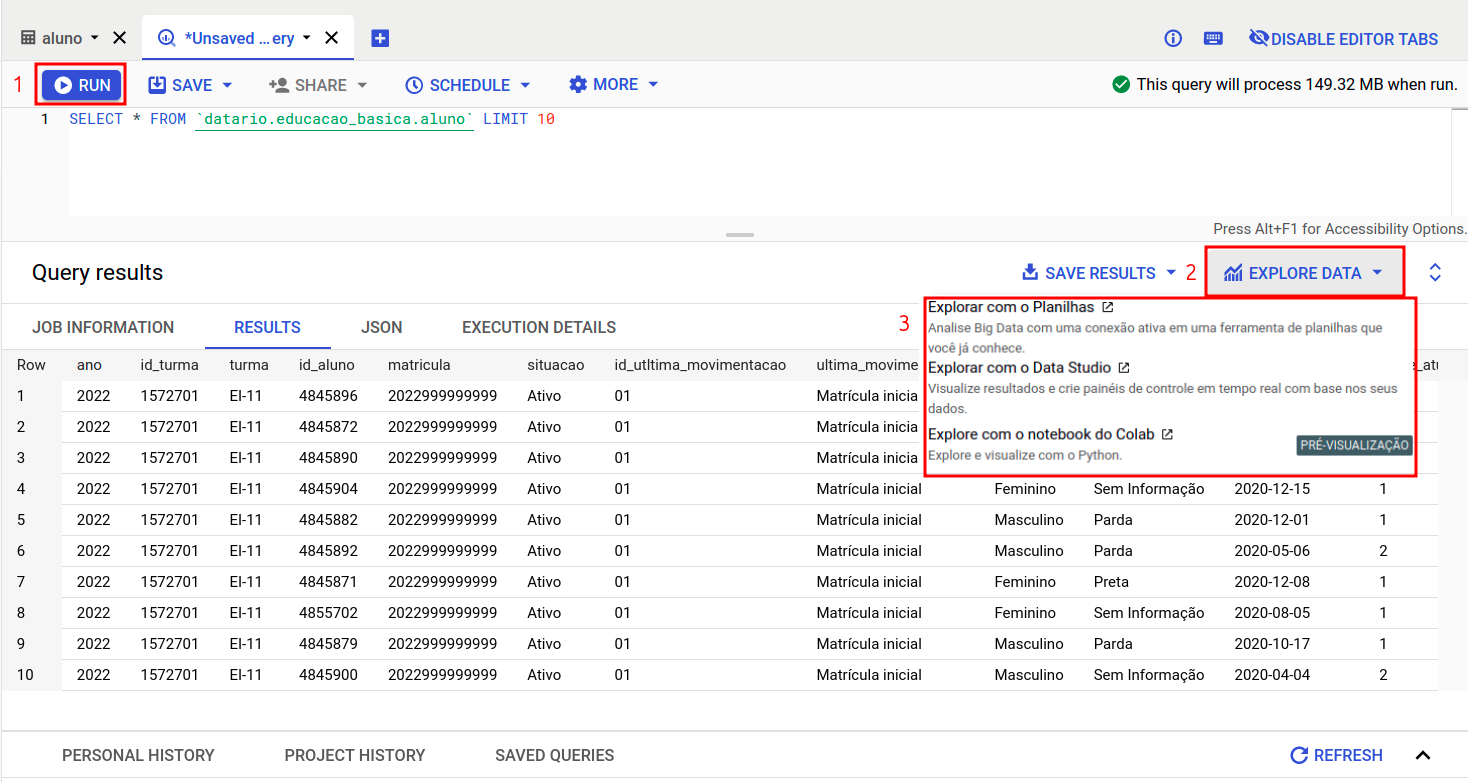 aluno
*Unsaved ...ery
DISABLE EDITOR TABS
1
RUN
SAVE
SHARE
SCHEDULE
MORE
This query will process 149.32 MB when run.
1 SELECT * FROM `datario.educacao_basica.aluno` LIMIT 10
Press Alt+F1 for Accessibility Options.
Query results
SAVE RESULTS
2
EXPLORE DATA
3
Explorar com o Planilhas
Analise Big Data com uma conexão ativa em uma ferramenta de planilhas que
você já conhece.
Explorar com o Data Studio
Visualize resultados e crie painéis de controle em tempo real com base nos seus
dados.
Explore com o notebook do Colab
PRÉ-VISUALIZAÇÃO
Explore e visualize com o Python.
JOB INFORMATION RESULTS JSON EXECUTION DETAILS
Row ano id_turma turma id_aluno matricula situacao id_utltima_movimentacao ultima_movime
1 2022 1572701 EI-11 4845896 2022999999999 Ativo 01 Matrícula inicia
2 2022 1572701 EI-11 4845872 2022999999999 Ativo 01 Matrícula inicia
3 2022 1572701 EI-11 4845890 2022999999999 Ativo 01 Matrícula inicia
4 2022 1572701 EI-11 4845904 2022999999999 Ativo 01 Matrícula inicial Feminino Sem Informação 2020-12-15 1
5 2022 1572701 EI-11 4845882 2022999999999 Ativo 01 Matrícula inicial Masculino Parda 2020-12-01 1
6 2022 1572701 EI-11 4845892 2022999999999 Ativo 01 Matrícula inicial Masculino Parda 2020-05-06 2
7 2022 1572701 EI-11 4845871 2022999999999 Ativo 01 Matrícula inicial Feminino Preta 2020-12-08 1
8 2022 1572701 EI-11 4855702 2022999999999 Ativo 01 Matrícula inicial Feminino Sem Informação 2020-08-05 1
9 2022 1572701 EI-11 4845879 2022999999999 Ativo 01 Matrícula inicial Masculino Parda 2020-10-17 1
10 2022 1572701 EI-11 4845900 2022999999999 Ativo 01 Matrícula inicial Masculino Sem Informação 2020-04-04 2
PERSONAL HISTORY PROJECT HISTORY SAVED QUERIES REFRESH